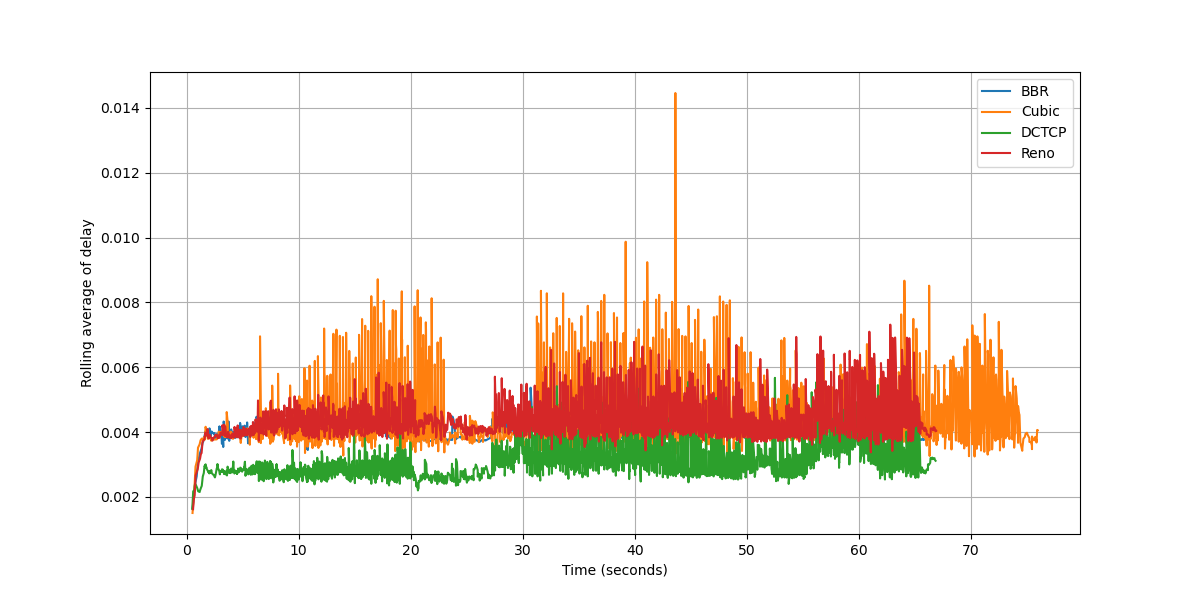 BBR
Cubic
DCTCP
Reno
0.014
0.012
0.010
0.008
0.006
0.004
0.002
Rolling average of delay
0 10 20 30 40 50 60 70
Time (seconds)